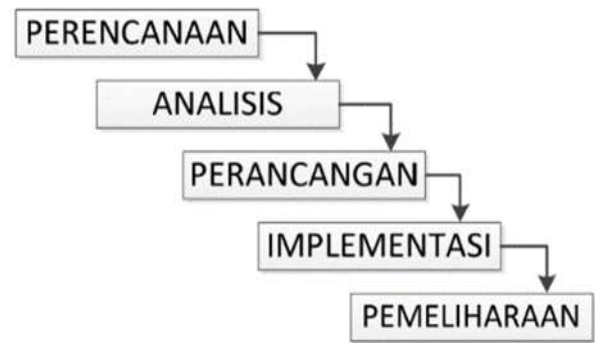 PERENCANAAN
ANALISIS
PERANCANGAN
IMPLEMENTASI
PEMELIHARAAN